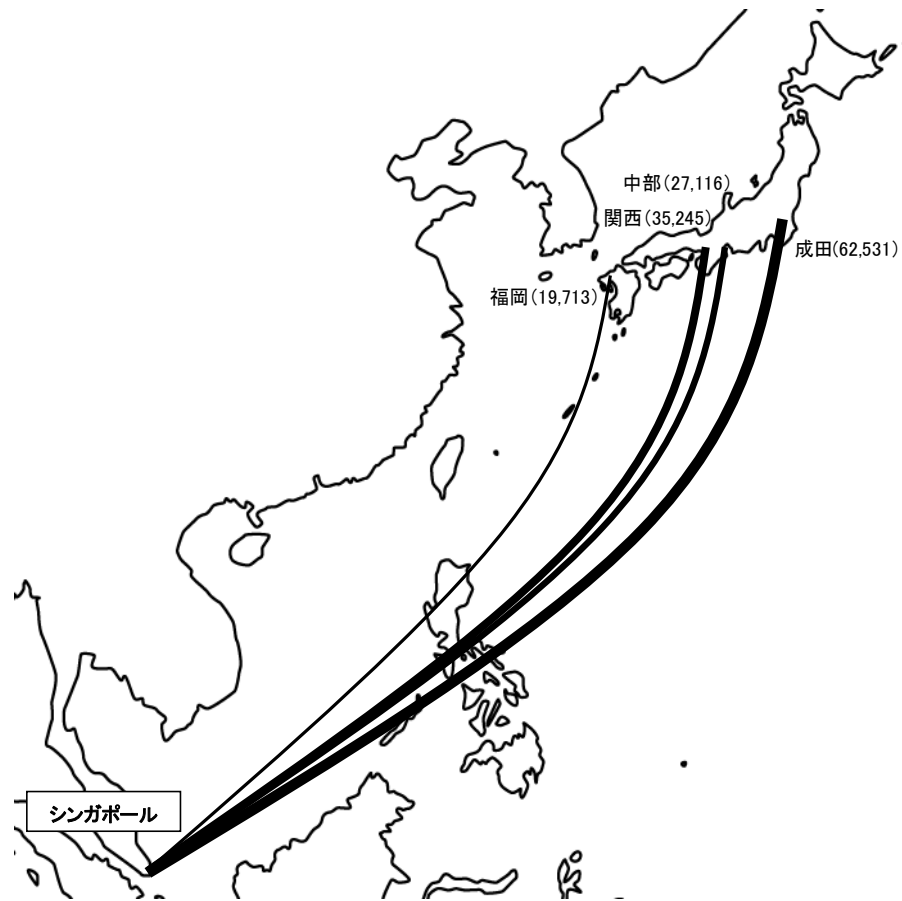 中部(27,116)
関西(35,245)
成田(62,531)
福岡(19,713)
シンガポール